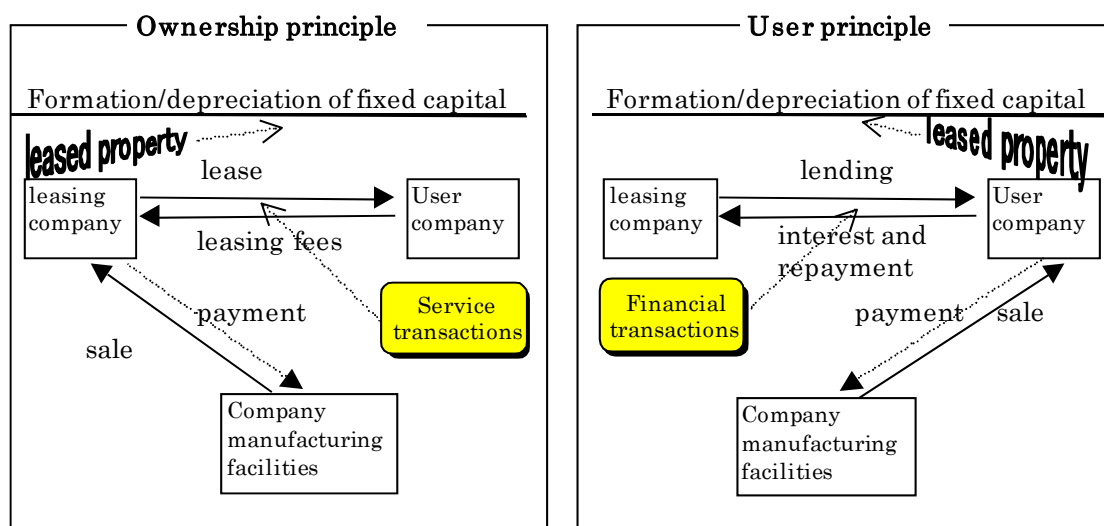 Ownership principle
Formation/depreciation of fixed capital
leased property
lease
leasing
company
User
company
leasing fees
payment
Service
transactions
sale
Company
manufacturing
facilities
User principle
Formation/depreciation of fixed capital
leased property
lending
leasing
company
User
company
interest and
repayment
Financial
transactions
payment
sale
Company
manufacturing
facilities